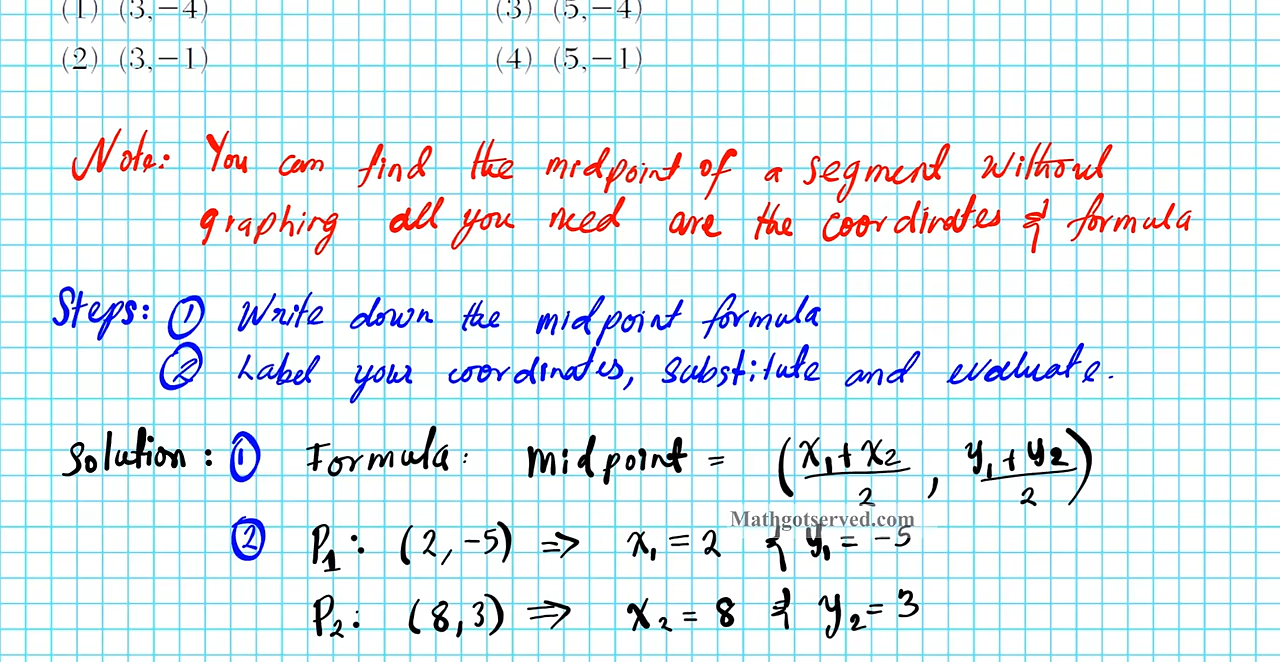 (1) (3,−4) (3) (5,−4)
(2) (3,−1) (4) (5,−1)
Note: You can find the midpoint of a segment without
graphing all you need are the coordinates & formula
Steps: ① Write down the midpoint formula
② Label your coordinates, substitute and evaluate.
Solution: ① Formula: Midpoint = (x₁+x₂/2, y₁+y₂/2)
Mathgotserved.com
② P₁: (2,-5) => x₁ = 2 & y₁ = -5
P₂: (8,3) => x₂ = 8 & y₂ = 3